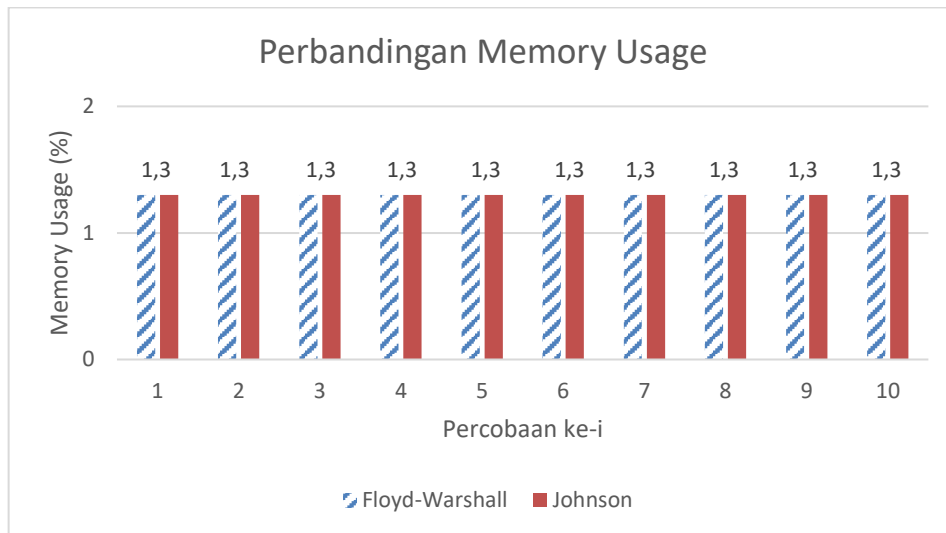 Perbandingan Memory Usage
Memory Usage (%)
2
1
0
1,3 1,3 1,3 1,3 1,3 1,3 1,3 1,3 1,3 1,3
1 2 3 4 5 6 7 8 9 10
Percobaan ke-i
Floyd-Warshall Johnson